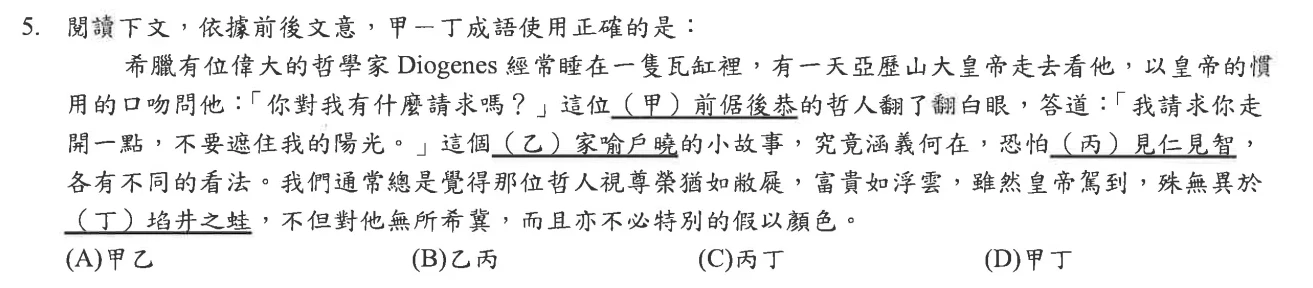 5. 閱讀下文，依據前後文意，甲－丁成語使用正確的是：
希臘有位偉大的哲學家 Diogenes 經常睡在一隻瓦缸裡，有一天亞歷山大皇帝走去看他，以皇帝的慣
用的口吻問他：「你對我有什麼請求嗎？」這位（甲）前倨後恭的哲人翻了翻白眼，答道：「我請求你走
開一點，不要遮住我的陽光。」這個（乙）家喻戶曉的小故事，究竟涵義何在，恐怕（丙）見仁見智，
各有不同的看法。我們通常總是覺得那位哲人視尊榮猶如敝屣，富貴如浮雲，雖然皇帝駕到，殊無異於
（丁）埳井之蛙，不但對他無所希冀，而且亦不必特別的假以顏色。
(A)甲乙 (B)乙丙 (C)丙丁 (D)甲丁